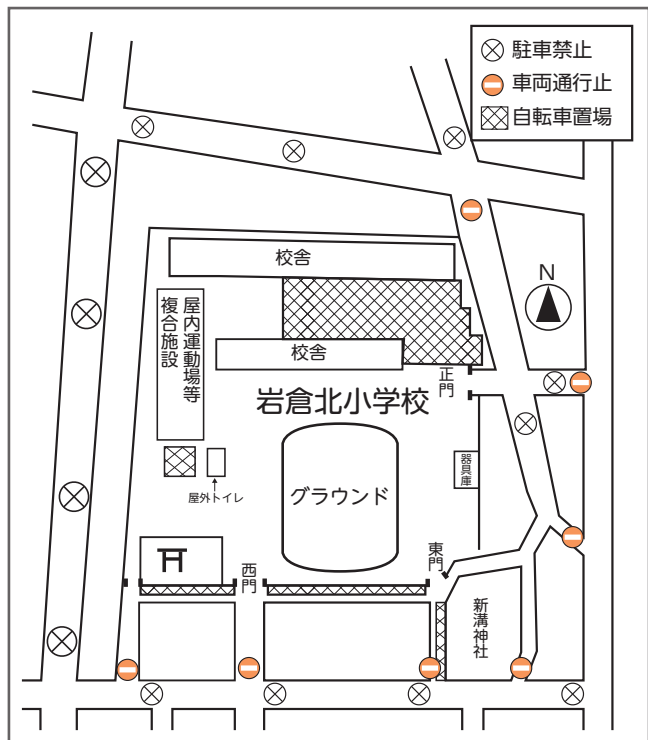 駐車禁止
車両通行止
自転車置場
N
校舎
屋内運動場等
複合施設
校舎
正門
岩倉北小学校
器具庫
グラウンド
屋外トイレ
東門
西門
新溝神社